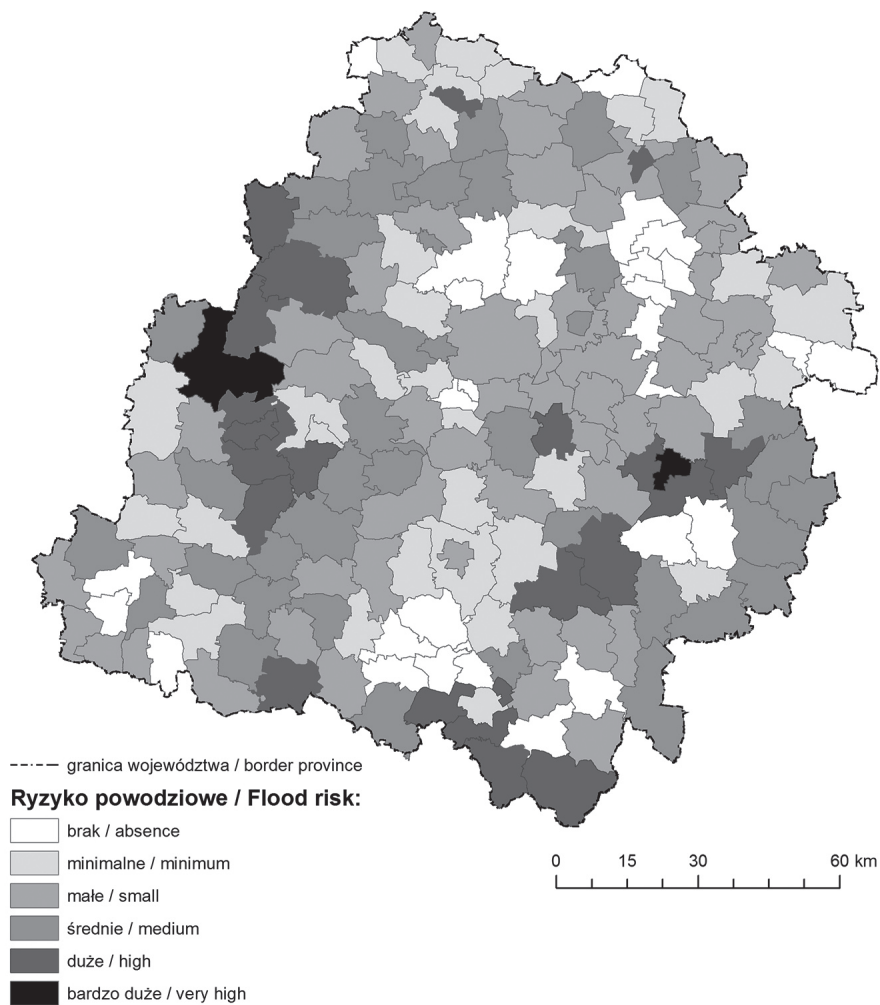 granica województwa / border province
Ryzyko powodziowe / Flood risk:
brak / absence
minimalne / minimum
małe / small
średnie / medium
duże / high
bardzo duże / very high
0 15 30 60 km